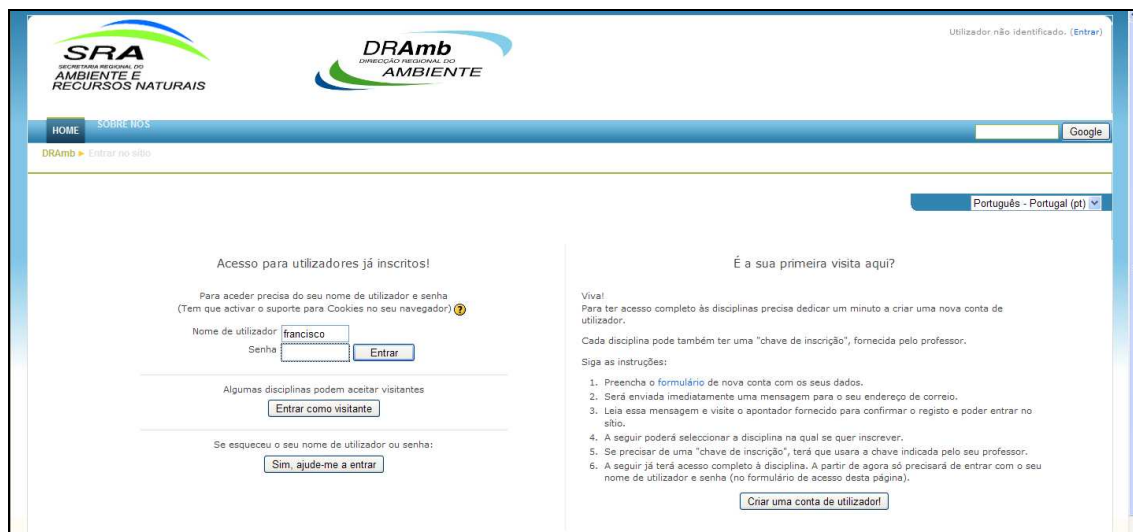 Utilizador não identificado. (Entrar)
SRA
SECRETARIA REGIONAL DO
AMBIENTE E
RECURSOS NATURAIS
DRAmb
DIRECÇÃO REGIONAL DO
AMBIENTE
HOME
SOBRE NÓS
Google
DRAmb ► Entrar no sítio
Português - Portugal (pt)
Acesso para utilizadores já inscritos!
Para aceder precisa do seu nome de utilizador e senha
(Tem que activar o suporte para Cookies no seu navegador) ?
Nome de utilizador francisco
Senha Entrar
Algumas disciplinas podem aceitar visitantes
Entrar como visitante
Se esqueceu o seu nome de utilizador ou senha:
Sim, ajude-me a entrar
É a sua primeira visita aqui?
Viva!
Para ter acesso completo às disciplinas precisa dedicar um minuto a criar uma nova conta de
utilizador.
Cada disciplina pode também ter uma "chave de inscrição", fornecida pelo professor.
Siga as instruções:
1. Preencha o formulário de nova conta com os seus dados.
2. Será enviada imediatamente uma mensagem para o seu endereço de correio.
3. Leia essa mensagem e visite o apontador fornecido para confirmar o registo e poder entrar no
sítio.
4. A seguir poderá seleccionar a disciplina na qual se quer inscrever.
5. Se precisar de uma "chave de inscrição", terá que usara a chave indicada pelo seu professor.
6. A seguir já terá acesso completo à disciplina. A partir de agora só precisará de entrar com o seu
nome de utilizador e senha (no formulário de acesso desta página).
Criar uma conta de utilizador!